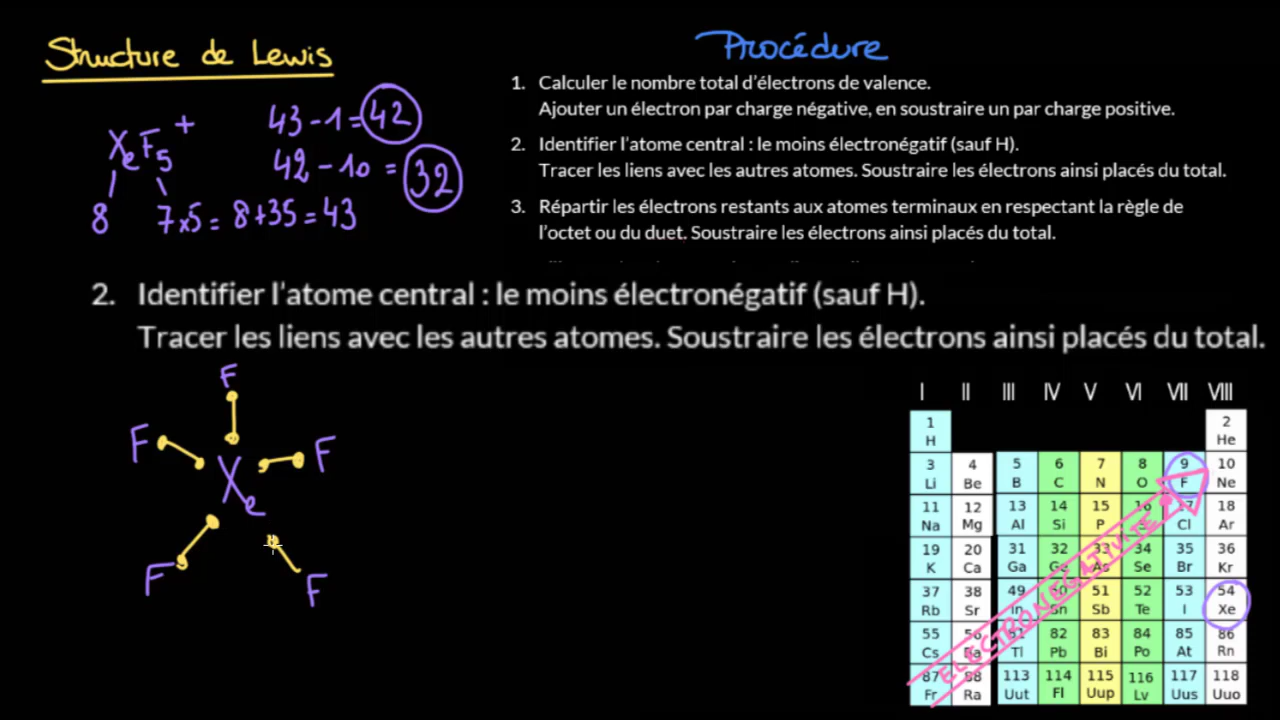 Structure de Lewis
XeF5+
43-1=42
42-10=32
8 7x5=8+35=43
Procédure
1. Calculer le nombre total d'électrons de valence.
Ajouter un électron par charge négative, en soustraire un par charge positive.
2. Identifier l'atome central : le moins électronégatif (sauf H).
Tracer les liens avec les autres atomes. Soustraire les électrons ainsi placés du total.
3. Répartir les électrons restants aux atomes terminaux en respectant la règle de
l'octet ou du duet. Soustraire les électrons ainsi placés du total.
2. Identifier l'atome central : le moins électronégatif (sauf H).
Tracer les liens avec les autres atomes. Soustraire les électrons ainsi placés du total.
F
F F
Xe
F F
I II III IV V VI VII VIII
1 2
H He
3 4 5 6 7 8 9 10
Li Be B C N O F Ne
11 12 13 14 15 16 17 18
Na Mg Al Si P S Cl Ar
19 20 31 32 33 34 35 36
K Ca Ga Ge As Se Br Kr
37 38 49 50 51 52 53 54
Rb Sr In Sn Sb Te I Xe
55 56 81 82 83 84 85 86
Cs Ba Tl Pb Bi Po At Rn
87 88 113 114 115 116 117 118
Fr Ra Uut Fl Uup Lv Uus Uuo
ELECTRONEGATIVITE